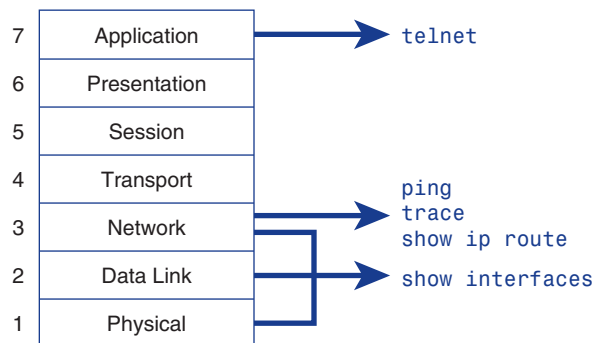 7 Application telnet
6 Presentation
5 Session
4 Transport
ping
trace
3 Network
show ip route
2 Data Link show interfaces
1 Physical